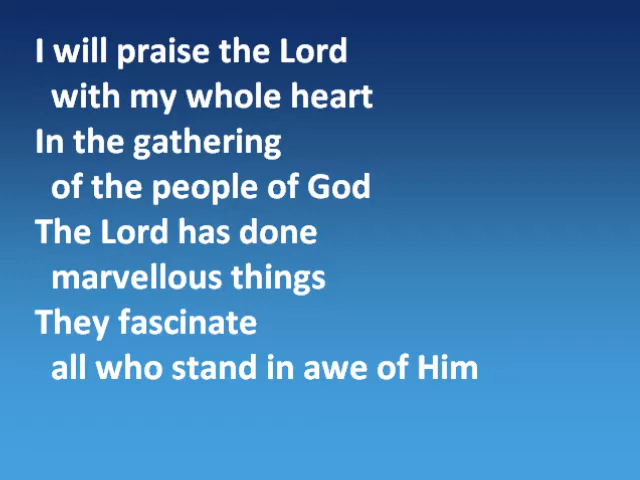 I will praise the Lord
with my whole heart
In the gathering
of the people of God
The Lord has done
marvellous things
They fascinate
all who stand in awe of Him